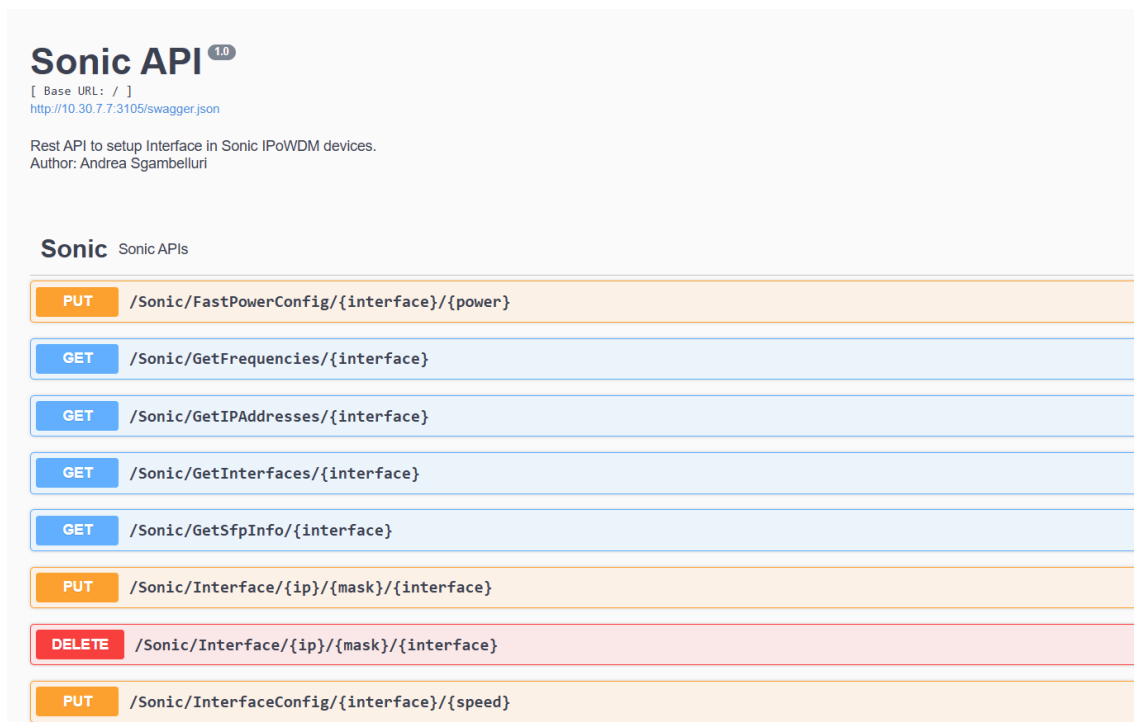 Sonic API 1.0
[ Base URL: / ]
http://10.30.7.7:3105/swagger.json
Rest API to setup Interface in Sonic IPoWDM devices.
Author: Andrea Sgambelluri
Sonic Sonic APIs
PUT /Sonic/FastPowerConfig/{interface}/{power}
GET /Sonic/GetFrequencies/{interface}
GET /Sonic/GetIPAddresses/{interface}
GET /Sonic/GetInterfaces/{interface}
GET /Sonic/GetSfpInfo/{interface}
PUT /Sonic/Interface/{ip}/{mask}/{interface}
DELETE /Sonic/Interface/{ip}/{mask}/{interface}
PUT /Sonic/InterfaceConfig/{interface}/{speed}